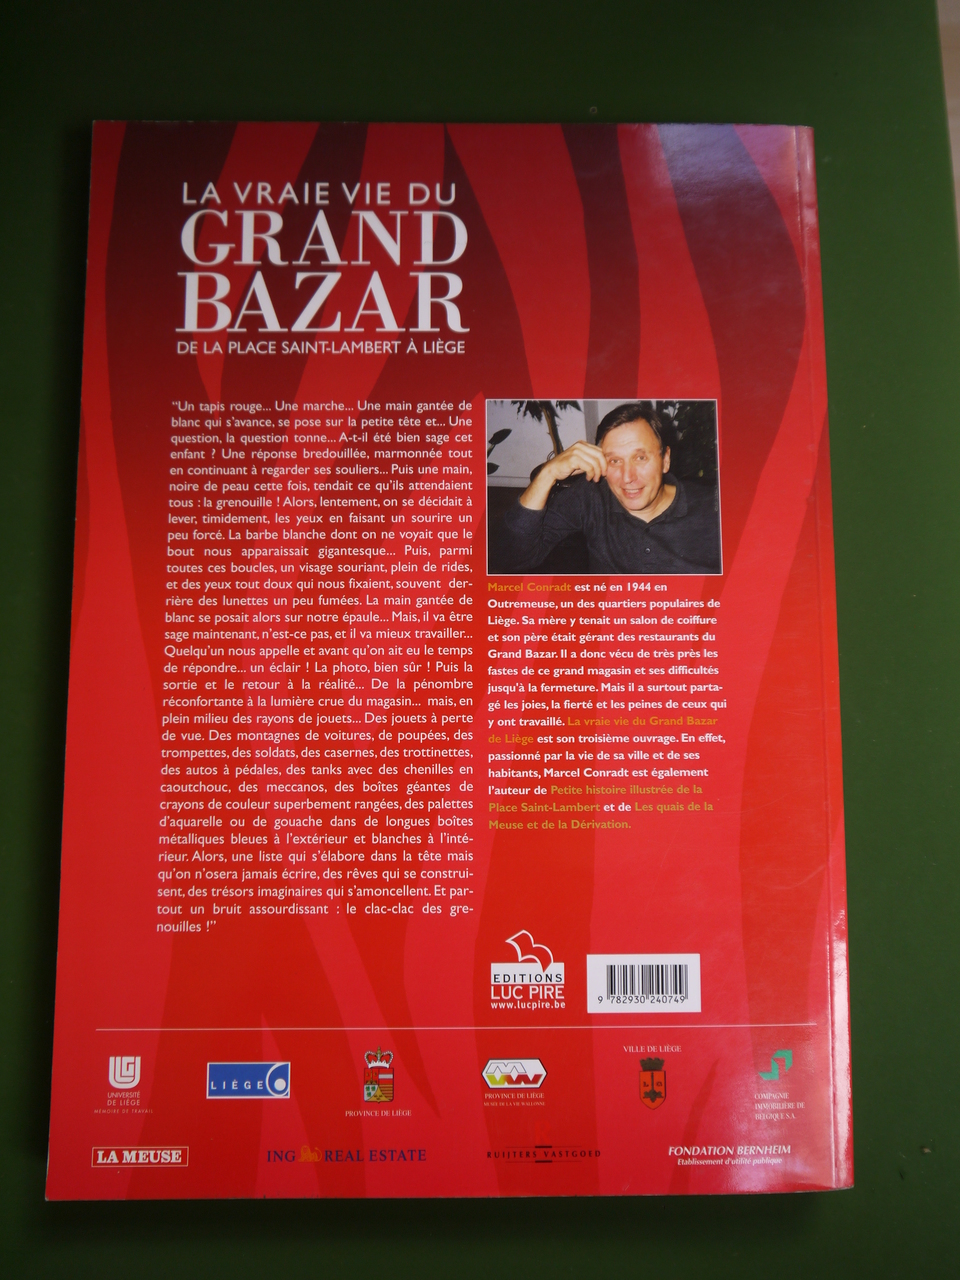 LA VRAIE VIE DU
GRAND
BAZAR
DE LA PLACE SAINT-LAMBERT À LIÈGE
“Un tapis rouge... Une marche... Une main gantée de
blanc qui s’avance, se pose sur la petite tête et... Une
question, la question tonne... A-t-il été bien sage cet
enfant ? Une réponse bredouillée, marmonnée tout
en continuant à regarder ses souliers... Puis une main,
noire de peau cette fois, tendait ce qu’ils attendaient
tous : la grenouille ! Alors, lentement, on se décidait à
lever, timidement, les yeux en faisant un sourire un
peu forcé. La barbe blanche dont on ne voyait que le
bout nous apparaissait gigantesque... Puis, parmi
toutes ces boucles, un visage souriant, plein de rides,
et des yeux tout doux qui nous fixaient, souvent der-
rière des lunettes un peu fumées. La main gantée de
blanc se posait alors sur notre épaule... Mais, il va être
sage maintenant, n’est-ce pas, et il va mieux travailler...
Quelqu’un nous appelle et avant qu’on ait eu le temps
de répondre... un éclair ! La photo, bien sûr ! Puis la
sortie et le retour à la réalité... De la pénombre
réconfortante à la lumière crue du magasin... mais, en
plein milieu des rayons de jouets... Des jouets à perte
de vue. Des montagnes de voitures, de poupées, des
trompettes, des soldats, des casernes, des trottinettes,
des autos à pédales, des tanks avec des chenilles en
caoutchouc, des meccanos, des boîtes géantes de
crayons de couleur superbement rangées, des palettes
d’aquarelle ou de gouache dans de longues boîtes
métalliques bleues à l’extérieur et blanches à l’inté-
rieur. Alors, une liste qui s’élabore dans la tête mais
qu’on n’osera jamais écrire, des rêves qui se construi-
sent, des trésors imaginaires qui s’amoncellent. Et par-
tout un bruit assourdissant : le clac-clac des gre-
nouilles !”
Marcel Conradt est né en 1944 en
Outremeuse, un des quartiers populaires de
Liège. Sa mère y tenait un salon de coiffure
et son père était gérant des restaurants du
Grand Bazar. Il a donc vécu de très près les
fastes de ce grand magasin et ses difficultés
jusqu’à la fermeture. Mais il a surtout parta-
gé les joies, la fierté et les peines de ceux qui
y ont travaillé. La vraie vie du Grand Bazar
de Liège est son troisième ouvrage. En effet,
passionné par la vie de sa ville et de ses
habitants, Marcel Conradt est également
l’auteur de Petite histoire illustrée de la
Place Saint-Lambert et de Les quais de la
Meuse et de la Dérivation.
EDITIONS
LUC PIRE
www.lucpire.be
9 782930 240749
ULG
UNIVERSITÉ
DE LIÈGE
MÉMOIRE DE TRAVAIL
LIÈGE
PROVINCE DE LIÈGE
PROVINCE DE LIÈGE
MUSÉE DE LA VIE WALLONNE
VILLE DE LIÈGE
L G
COMPAGNIE
IMMOBILIÈRE DE
BELGIQUE S.A.
LA MEUSE
ING REAL ESTATE
RUIJTERS VASTGOED
FONDATION BERNHEIM
Etablissement d’utilité publique